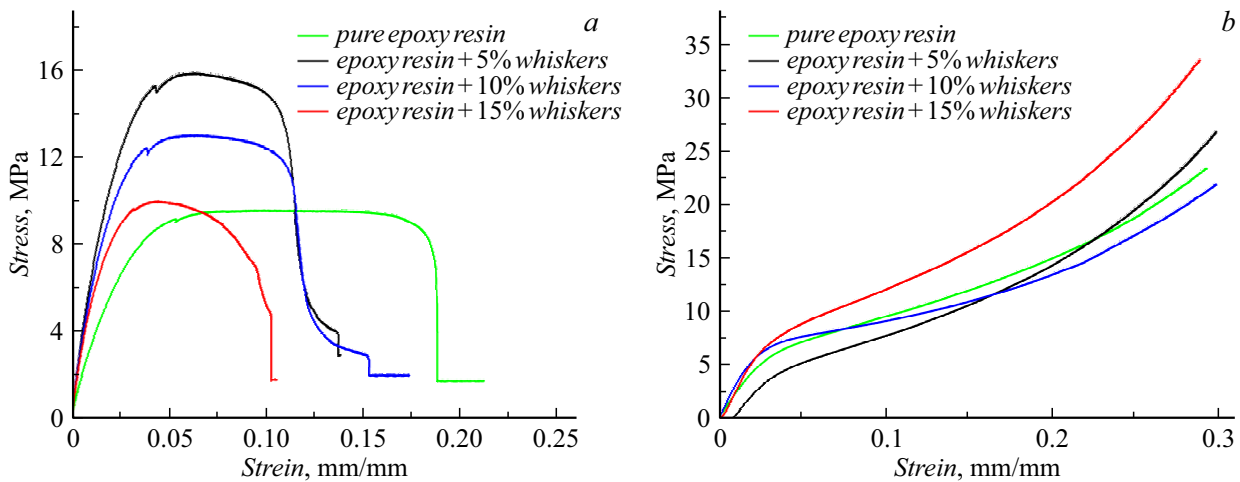 a
pure epoxy resin
epoxy resin + 5% whiskers
epoxy resin + 10% whiskers
epoxy resin + 15% whiskers
16
12
8
4
0
Stress, MPa
0 0.05 0.10 0.15 0.20 0.25
Strein, mm/mm
b
pure epoxy resin
epoxy resin + 5% whiskers
epoxy resin + 10% whiskers
epoxy resin + 15% whiskers
35
30
25
20
15
10
5
0
Stress, MPa
0 0.1 0.2 0.3
Strein, mm/mm